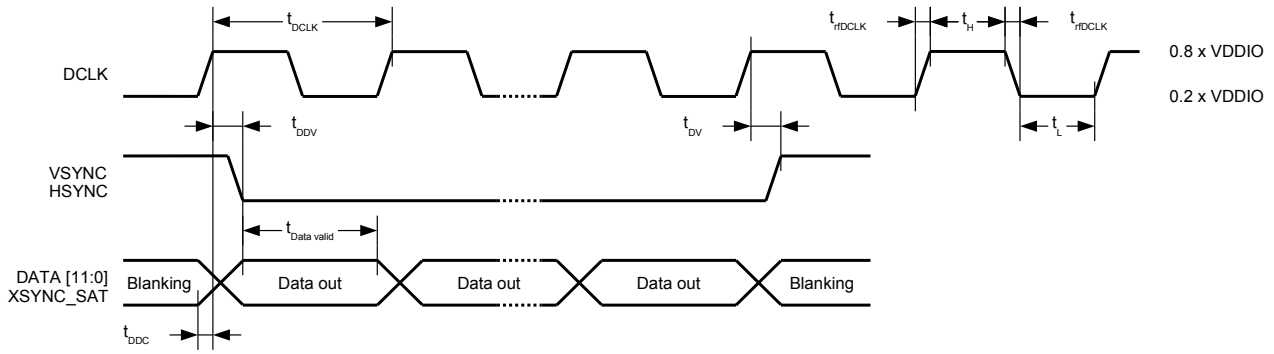 t_DCLK
t_rfDCLK
t_H
t_rfDCLK
DCLK
0.8 x VDDIO
0.2 x VDDIO
t_DDV
t_DV
t_L
VSYNC
HSYNC
t_Data valid
DATA [11:0]
XSYNC_SAT
Blanking
Data out
Data out
Data out
Blanking
t_DDC